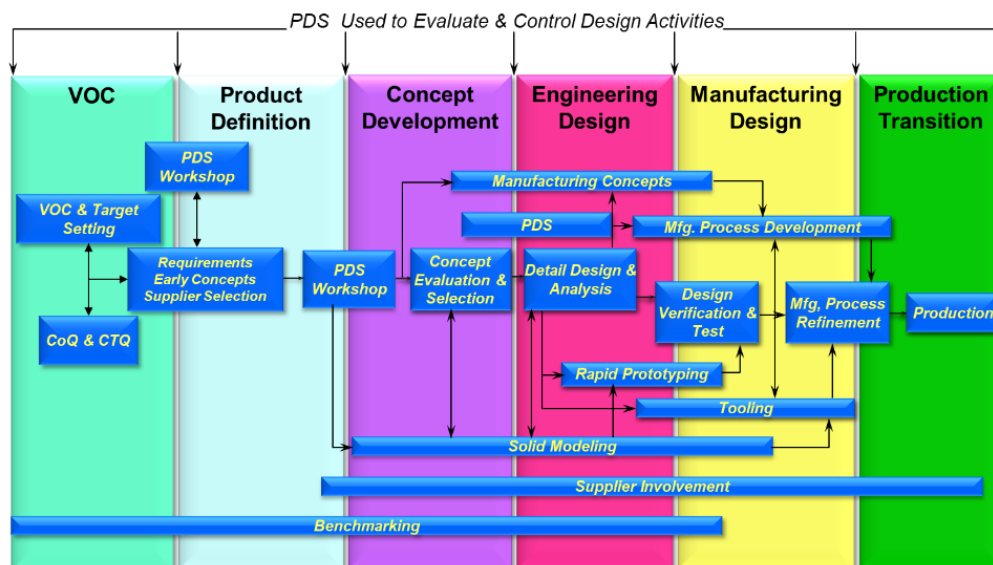 PDS Used to Evaluate & Control Design Activities
VOC
Product
Definition
Concept
Development
Engineering
Design
Manufacturing
Design
Production
Transition
PDS
Workshop
Manufacturing Concepts
VOC & Target
Setting
PDS
Mfg. Process Development
Requirements
Early Concepts
Supplier Selection
PDS
Workshop
Concept
Evaluation &
Selection
Detail Design &
Analysis
Design
Verification &
Test
Mfg, Process
Refinement
Production
CoQ & CTQ
Rapid Prototyping
Tooling
Solid Modeling
Supplier Involvement
Benchmarking